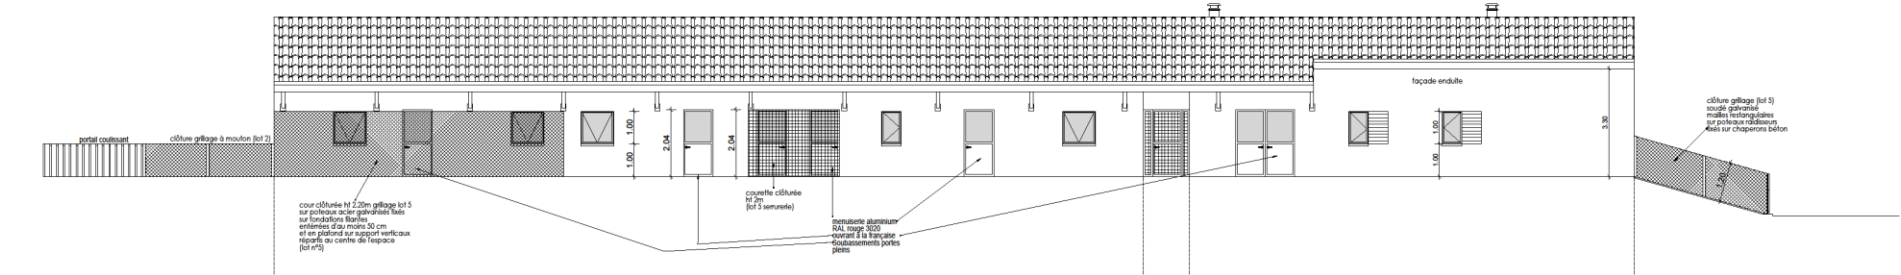 façade enduite
clôture grillage (lot 5)
soudé galvanisé
mailles restangulaires
sur poteaux raidisseurs
fixés sur chaperons béton
portail coulissant
clôture grillage à mouton (lot 2)
1.00
1.00
2.04
2.04
1.00
1.00
3.30
1.20
cour clôturée ht 2.20m grillage lot 5
sur poteaux acier galvanisés fixés
sur fondations filantes
entérrées d'au moins 50 cm
et en plafond sur support verticaux
répartis au centre de l'espace
(lot n°5)
courette clôturée
ht 2m
(lot 5 serrurerie)
menuiserie aluminium
RAL rouge 3020
ouvrant à la française
Soubassements portes
pleins